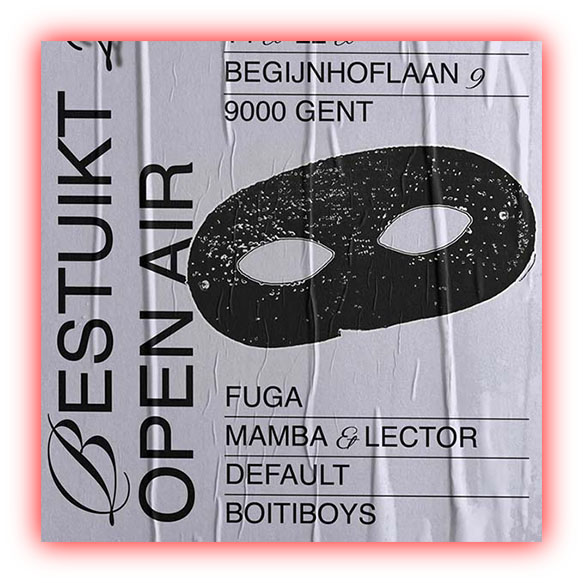 BEGIJNHOFLAAN 9
9000 GENT
BESTUIKT
OPEN AIR
FUGA
MAMBA & LECTOR
DEFAULT
BOITIBOYS